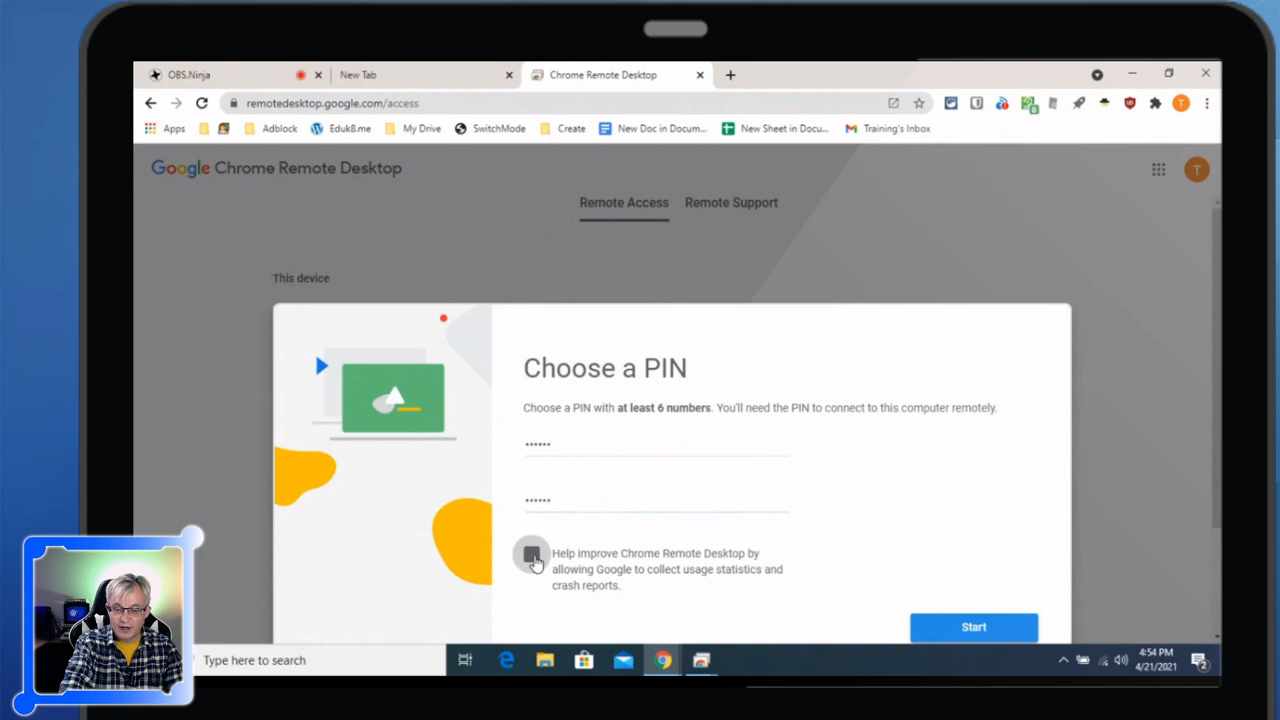 OBS.Ninja
New Tab
Chrome Remote Desktop
remotedesktop.google.com/access
T
Apps
Adblock
Eduk8.me
My Drive
SwitchMode
Create
New Doc in Docum...
New Sheet in Docu...
Training's Inbox
Google Chrome Remote Desktop
T
Remote Access
Remote Support
This device
Choose a PIN
Choose a PIN with at least 6 numbers. You'll need the PIN to connect to this computer remotely.
••••••
••••••
Help improve Chrome Remote Desktop by
allowing Google to collect usage statistics and
crash reports.
Start
Type here to search
4:54 PM
4/21/2021
2